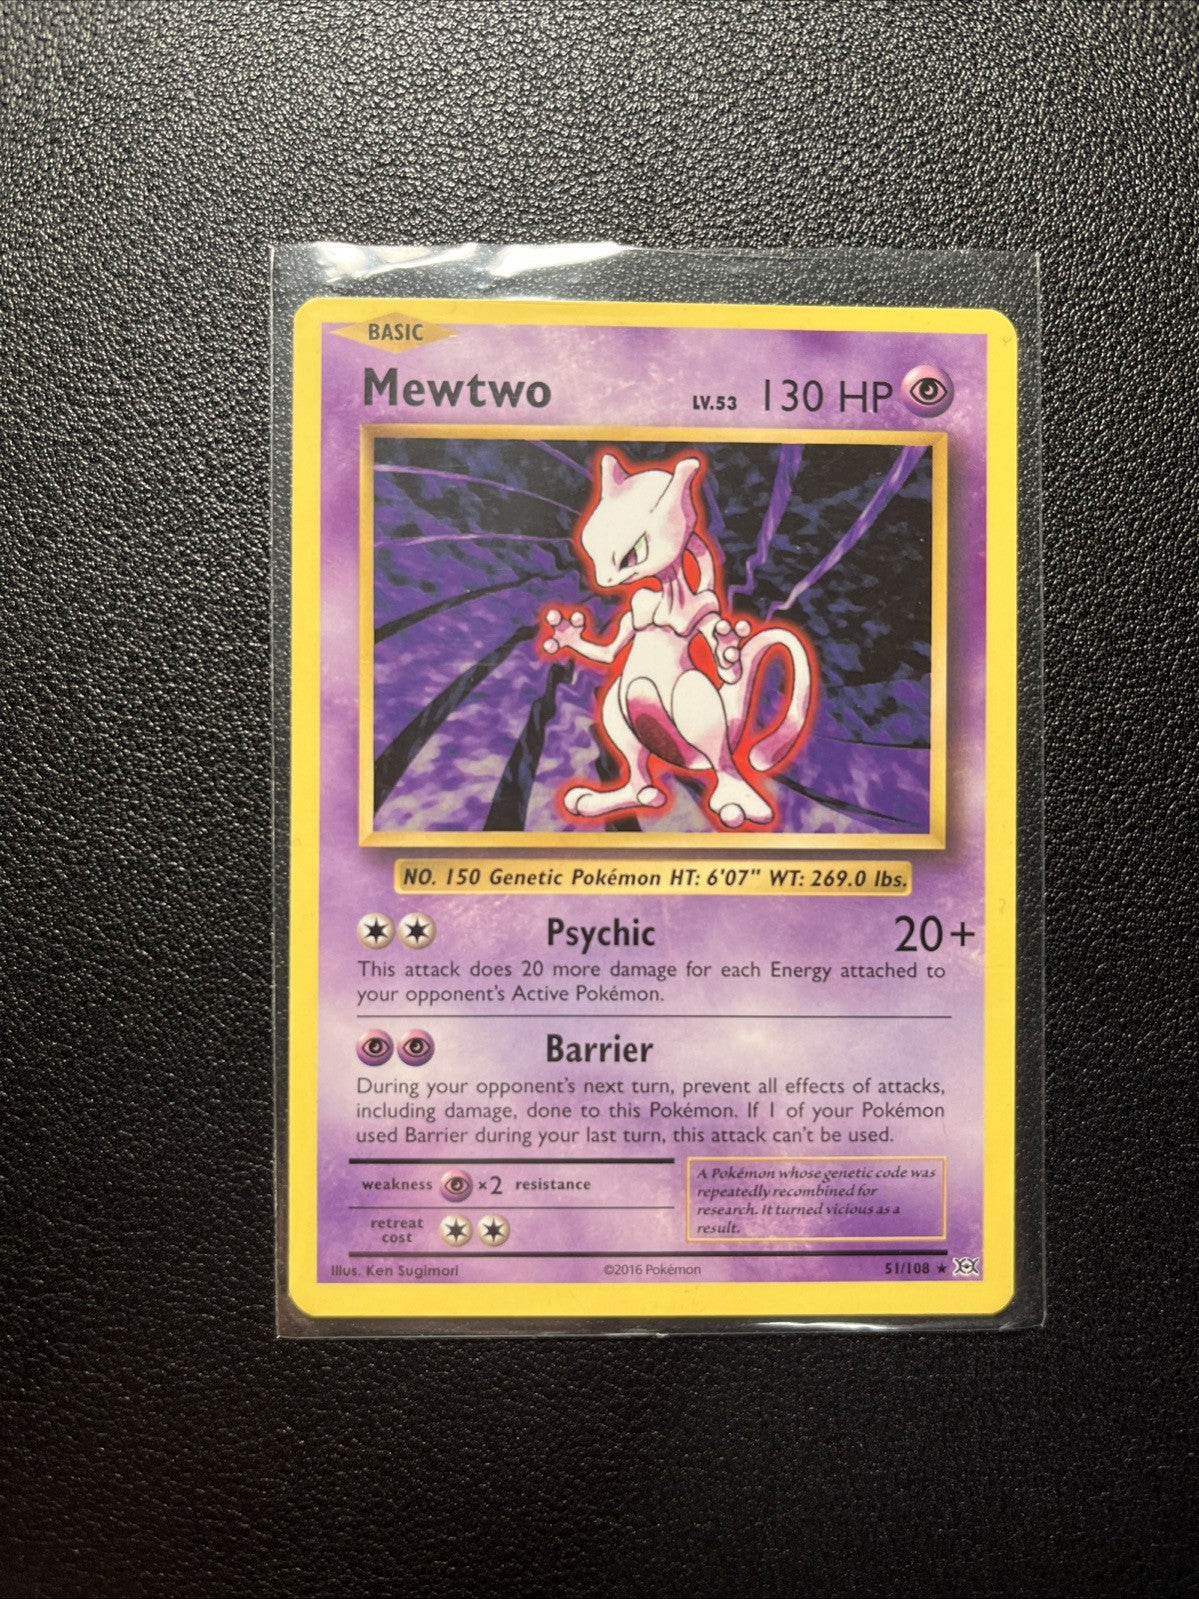 BASIC
Mewtwo LV.53 130 HP
NO. 150 Genetic Pokémon HT: 6'07" WT: 269.0 lbs.
Psychic 20+
This attack does 20 more damage for each Energy attached to
your opponent's Active Pokémon.
Barrier
During your opponent's next turn, prevent all effects of attacks,
including damage, done to this Pokémon. If 1 of your Pokémon
used Barrier during your last turn, this attack can't be used.
weakness ×2 resistance
retreat
cost
A Pokémon whose genetic code was
repeatedly recombined for
research. It turned vicious as a
result.
Illus. Ken Sugimori ©2016 Pokémon 51/108 ★